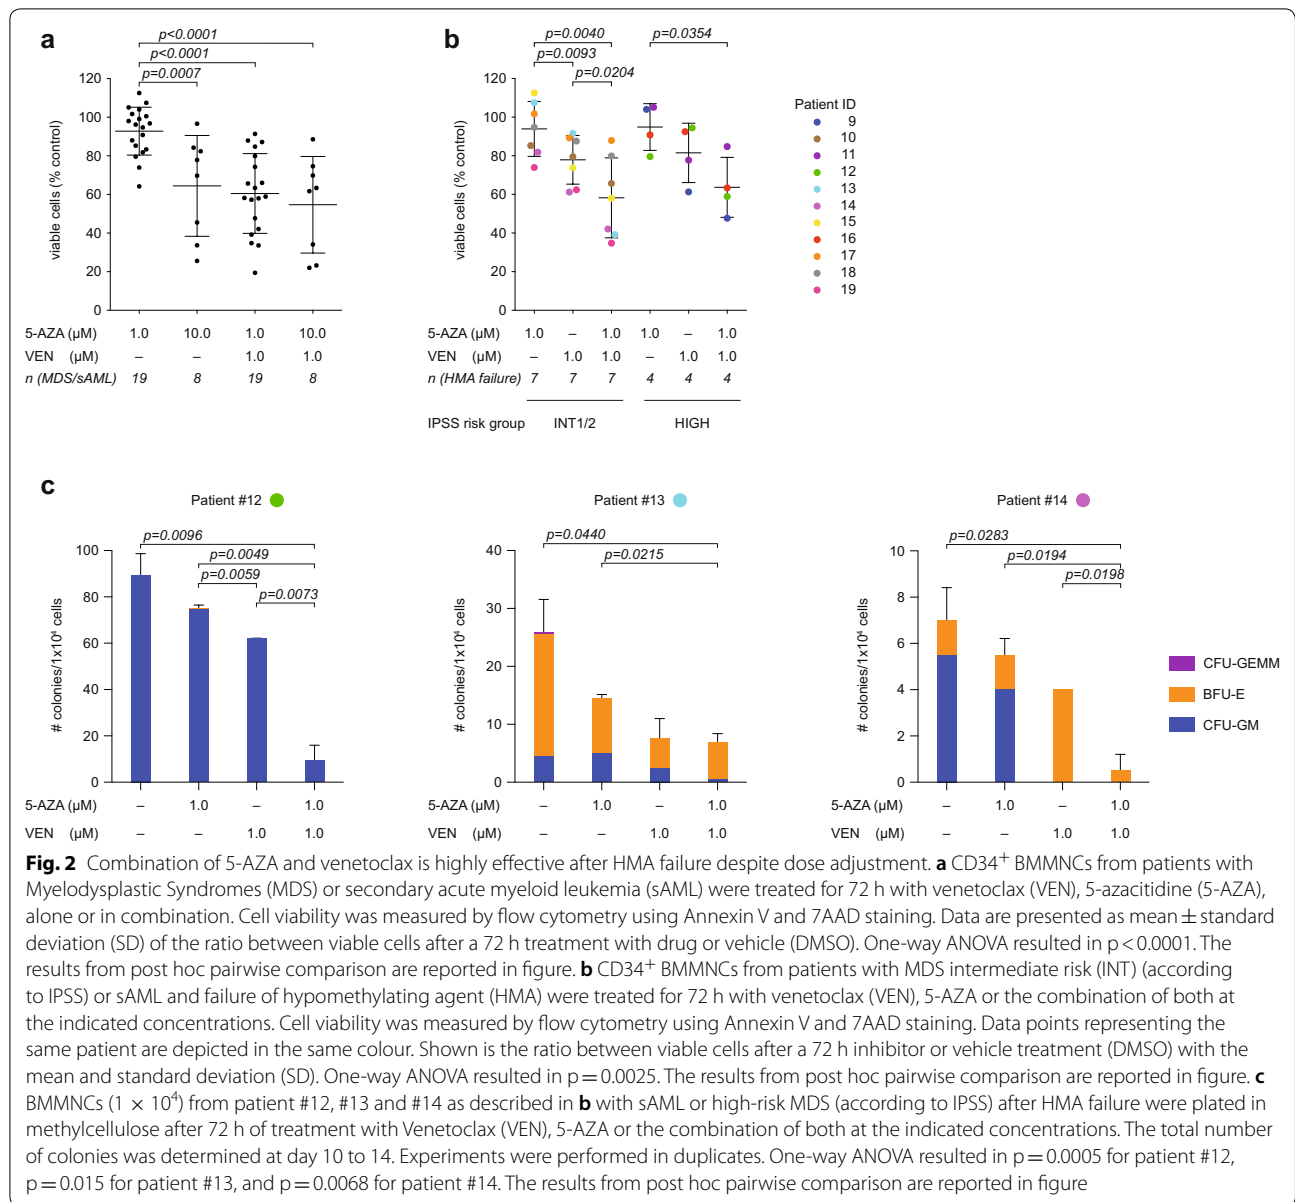 a
p<0.0001
p<0.0001
p=0.0007
viable cells (% control)
120
100
80
60
40
20
0
5-AZA (µM) 1.0 10.0 1.0 10.0
VEN (µM) – – 1.0 1.0
n (MDS/sAML) 19 8 19 8
b
p=0.0040 p=0.0354
p=0.0093
p=0.0204
viable cells (% control)
120
100
80
60
40
20
0
5-AZA (µM) 1.0 – 1.0 1.0 – 1.0
VEN (µM) – 1.0 1.0 – 1.0 1.0
n (HMA failure) 7 7 7 4 4 4
IPSS risk group INT1/2 HIGH
Patient ID
9
10
11
12
13
14
15
16
17
18
19
c
Patient #12
p=0.0096
p=0.0049
p=0.0059
p=0.0073
# colonies/1x10⁴ cells
100
80
60
40
20
0
5-AZA (µM) – 1.0 – 1.0
VEN (µM) – – 1.0 1.0
Patient #13
p=0.0440
p=0.0215
# colonies/1x10⁴ cells
40
30
20
10
0
– 1.0 – 1.0
– – 1.0 1.0
5-AZA (µM)
VEN (µM)
Patient #14
p=0.0283
p=0.0194
p=0.0198
# colonies/1x10⁴ cells
10
8
6
4
2
0
5-AZA (µM) – 1.0 – 1.0
VEN (µM) – – 1.0 1.0
CFU-GEMM
BFU-E
CFU-GM
Fig. 2 Combination of 5-AZA and venetoclax is highly effective after HMA failure despite dose adjustment. a CD34⁺ BMMNCs from patients with
Myelodysplastic Syndromes (MDS) or secondary acute myeloid leukemia (sAML) were treated for 72 h with venetoclax (VEN), 5-azacitidine (5-AZA),
alone or in combination. Cell viability was measured by flow cytometry using Annexin V and 7AAD staining. Data are presented as mean ± standard
deviation (SD) of the ratio between viable cells after a 72 h treatment with drug or vehicle (DMSO). One-way ANOVA resulted in p < 0.0001. The
results from post hoc pairwise comparison are reported in figure. b CD34⁺ BMMNCs from patients with MDS intermediate risk (INT) (according
to IPSS) or sAML and failure of hypomethylating agent (HMA) were treated for 72 h with venetoclax (VEN), 5-AZA or the combination of both at
the indicated concentrations. Cell viability was measured by flow cytometry using Annexin V and 7AAD staining. Data points representing the
same patient are depicted in the same colour. Shown is the ratio between viable cells after a 72 h inhibitor or vehicle treatment (DMSO) with the
mean and standard deviation (SD). One-way ANOVA resulted in p = 0.0025. The results from post hoc pairwise comparison are reported in figure. c
BMMNCs (1 × 10⁴) from patient #12, #13 and #14 as described in b with sAML or high-risk MDS (according to IPSS) after HMA failure were plated in
methylcellulose after 72 h of treatment with Venetoclax (VEN), 5-AZA or the combination of both at the indicated concentrations. The total number
of colonies was determined at day 10 to 14. Experiments were performed in duplicates. One-way ANOVA resulted in p = 0.0005 for patient #12,
p = 0.015 for patient #13, and p = 0.0068 for patient #14. The results from post hoc pairwise comparison are reported in figure